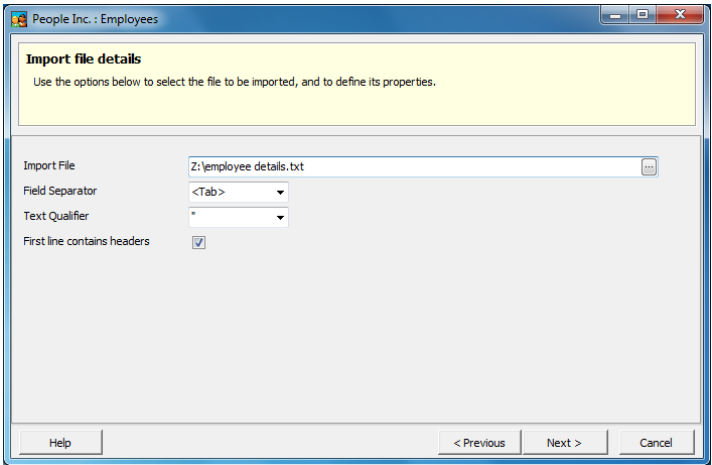 People Inc. : Employees
Import file details
Use the options below to select the file to be imported, and to define its properties.
Import File Z:\employee details.txt ...
Field Separator <Tab>
Text Qualifier "
First line contains headers
Help < Previous Next > Cancel